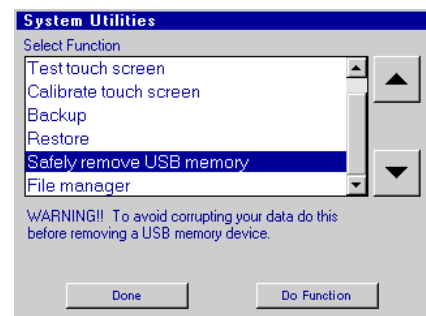 System Utilities
Select Function
Test touch screen
Calibrate touch screen
Backup
Restore
Safely remove USB memory
File manager
WARNING!! To avoid corrupting your data do this
before removing a USB memory device.
Done
Do Function